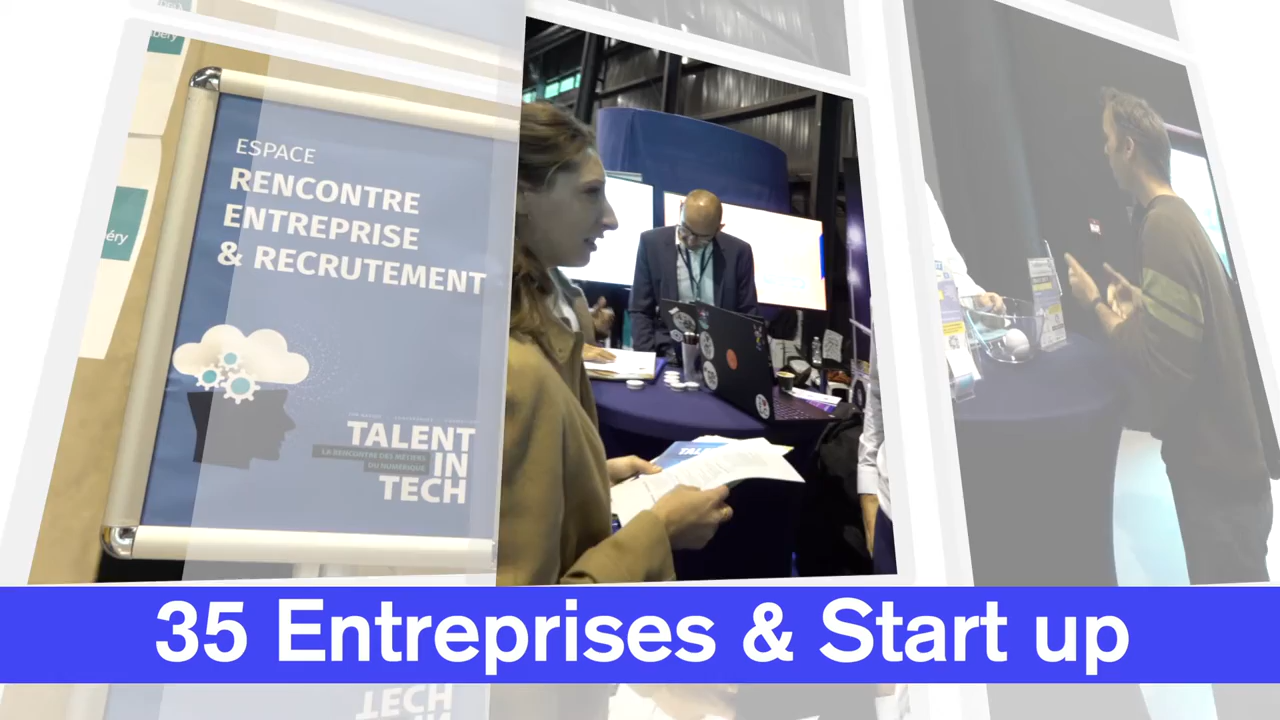 ESPACE
RENCONTRE
ENTREPRISE
& RECRUTEMENT
TALENT
LA RENCONTRE DES MÉTIERS
IN
DU NUMÉRIQUE
TECH
35 Entreprises & Start up